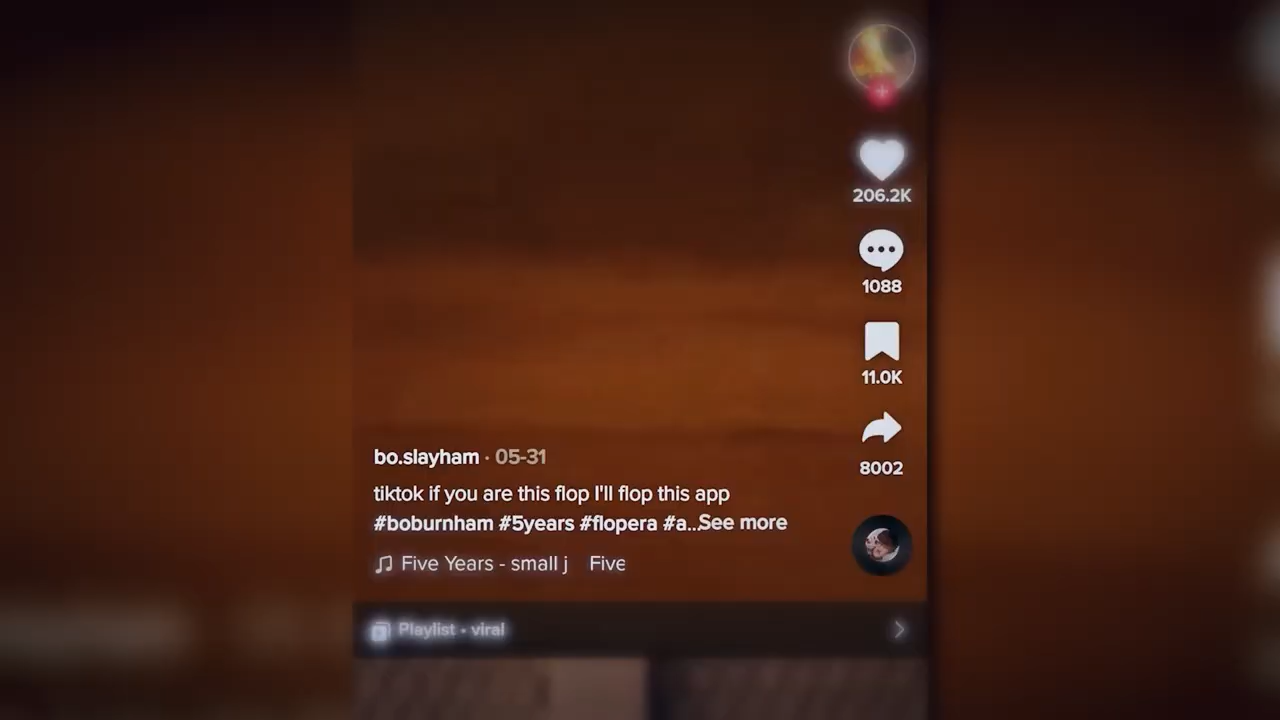 206.2K
1088
11.0K
8002
bo.slayham · 05-31
tiktok if you are this flop I'll flop this app
#boburnham #5years #flopera #a...See more
Five Years - small j Five
Playlist • viral